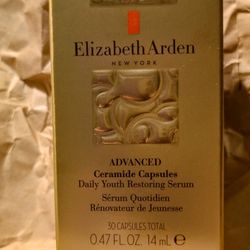 Elizabeth Arden
NEW YORK
ADVANCED
Ceramide Capsules
Daily Youth Restoring Serum
Sérum Quotidien
Rénovateur de Jeunesse
30 CAPSULES TOTAL
0.47 FL.OZ. 14 mL ℮